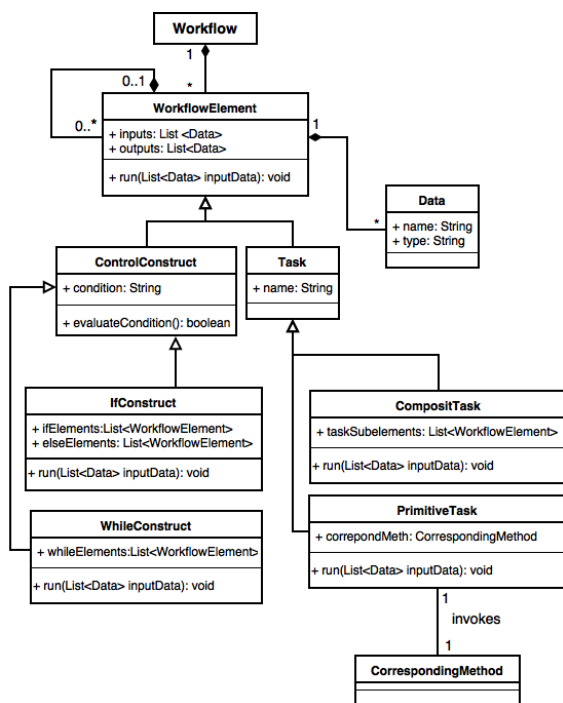 Workflow
1
*
0..1
0..*
WorkflowElement
+ inputs: List <Data>
+ outputs: List<Data>
+ run(List<Data> inputData): void
1
*
Data
+ name: String
+ type: String
ControlConstruct
+ condition: String
+ evaluateCondition(): boolean
Task
+ name: String
IfConstruct
+ ifElements:List<WorkflowElement>
+ elseElements: List<WorkflowElement>
+ run(List<Data> inputData): void
CompositTask
+ taskSubelements: List<WorkflowElement>
+ run(List<Data> inputData): void
WhileConstruct
+ whileElements:List<WorkflowElement>
+ run(List<Data> inputData): void
PrimitiveTask
+ correpondMeth: CorrespondingMethod
+ run(List<Data> inputData): void
1
invokes
1
CorrespondingMethod